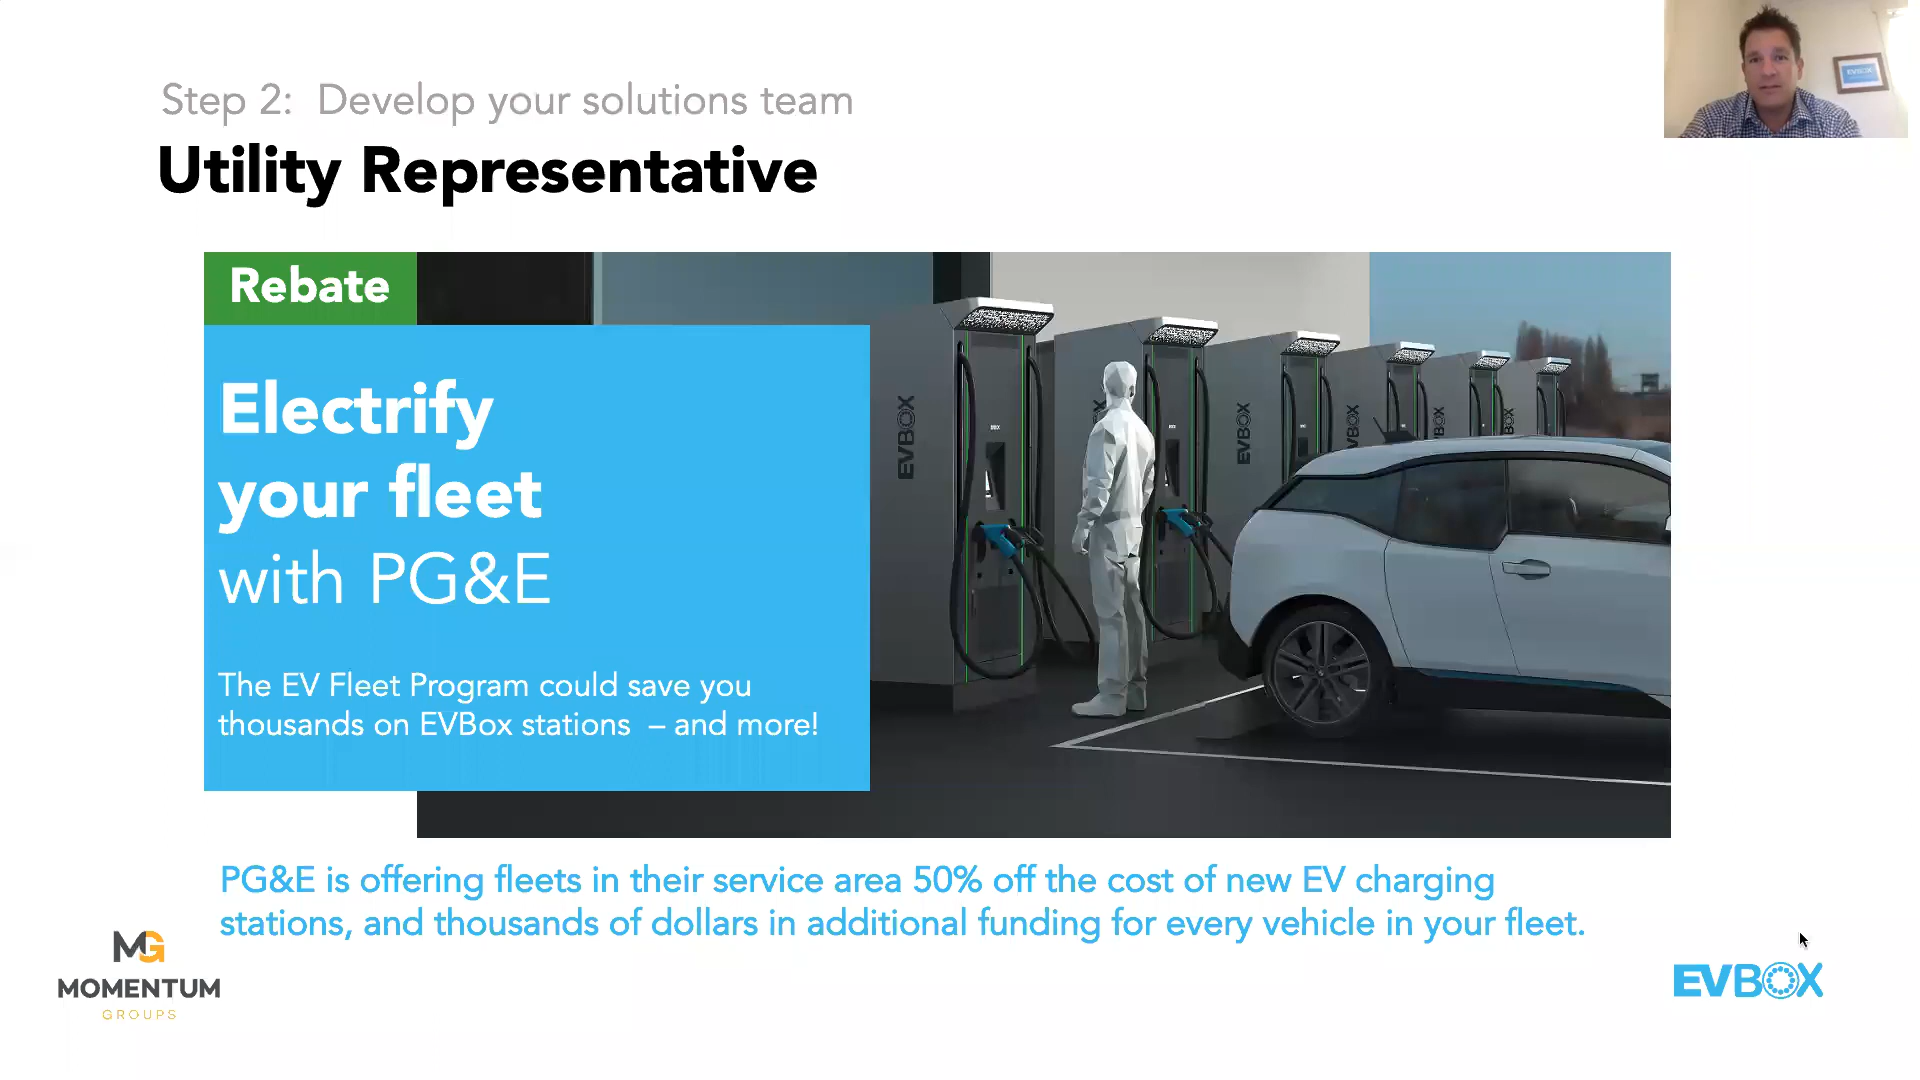 Step 2: Develop your solutions team
Utility Representative
EVBOX
Rebate
Electrify
your fleet
with PG&E
The EV Fleet Program could save you
thousands on EVBox stations – and more!
EVBOX
EVBOX
EVBOX
EVBOX
PG&E is offering fleets in their service area 50% off the cost of new EV charging
stations, and thousands of dollars in additional funding for every vehicle in your fleet.
MG
MOMENTUM
GROUPS
EVBOX